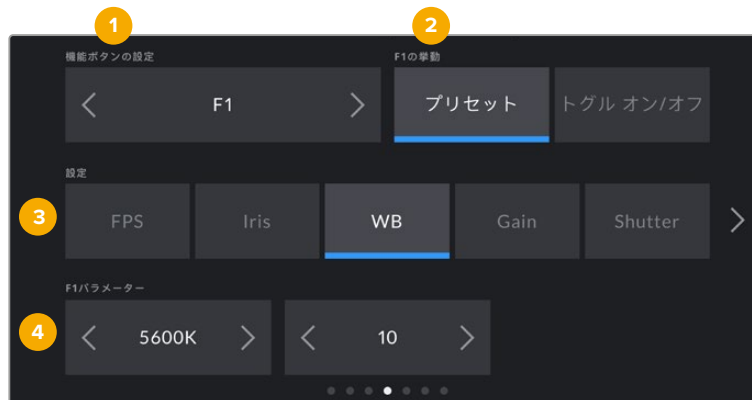 1 2
機能ボタンの設定 F1の挙動
F1 プリセット トグル オン/オフ
設定
3 FPS Iris WB Gain Shutter
F1パラメーター
4 5600K 10